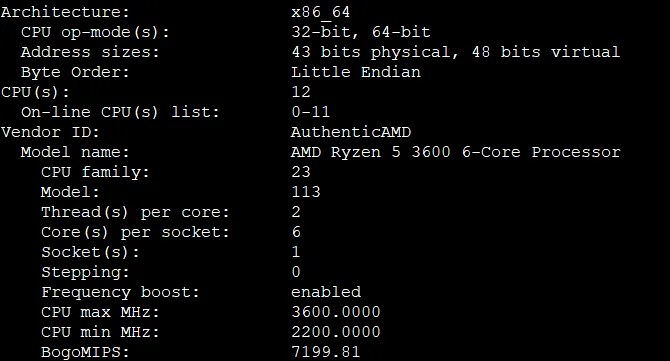 Architecture: x86_64
CPU op-mode(s): 32-bit, 64-bit
Address sizes: 43 bits physical, 48 bits virtual
Byte Order: Little Endian
CPU(s): 12
On-line CPU(s) list: 0-11
Vendor ID: AuthenticAMD
Model name: AMD Ryzen 5 3600 6-Core Processor
CPU family: 23
Model: 113
Thread(s) per core: 2
Core(s) per socket: 6
Socket(s): 1
Stepping: 0
Frequency boost: enabled
CPU max MHz: 3600.0000
CPU min MHz: 2200.0000
BogoMIPS: 7199.81